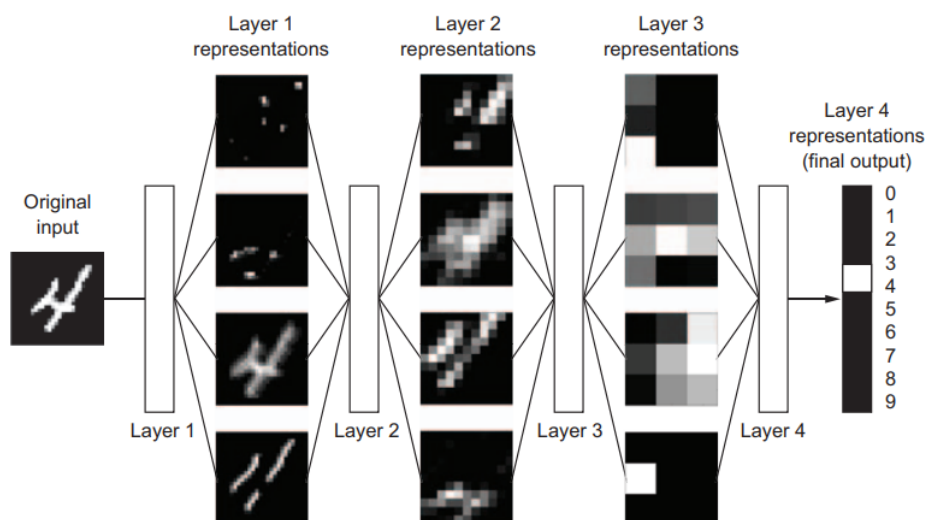 Layer 1
representations
Layer 2
representations
Layer 3
representations
Layer 4
representations
(final output)
Original
input
0
1
2
3
4
5
6
7
8
9
Layer 1
Layer 2
Layer 3
Layer 4